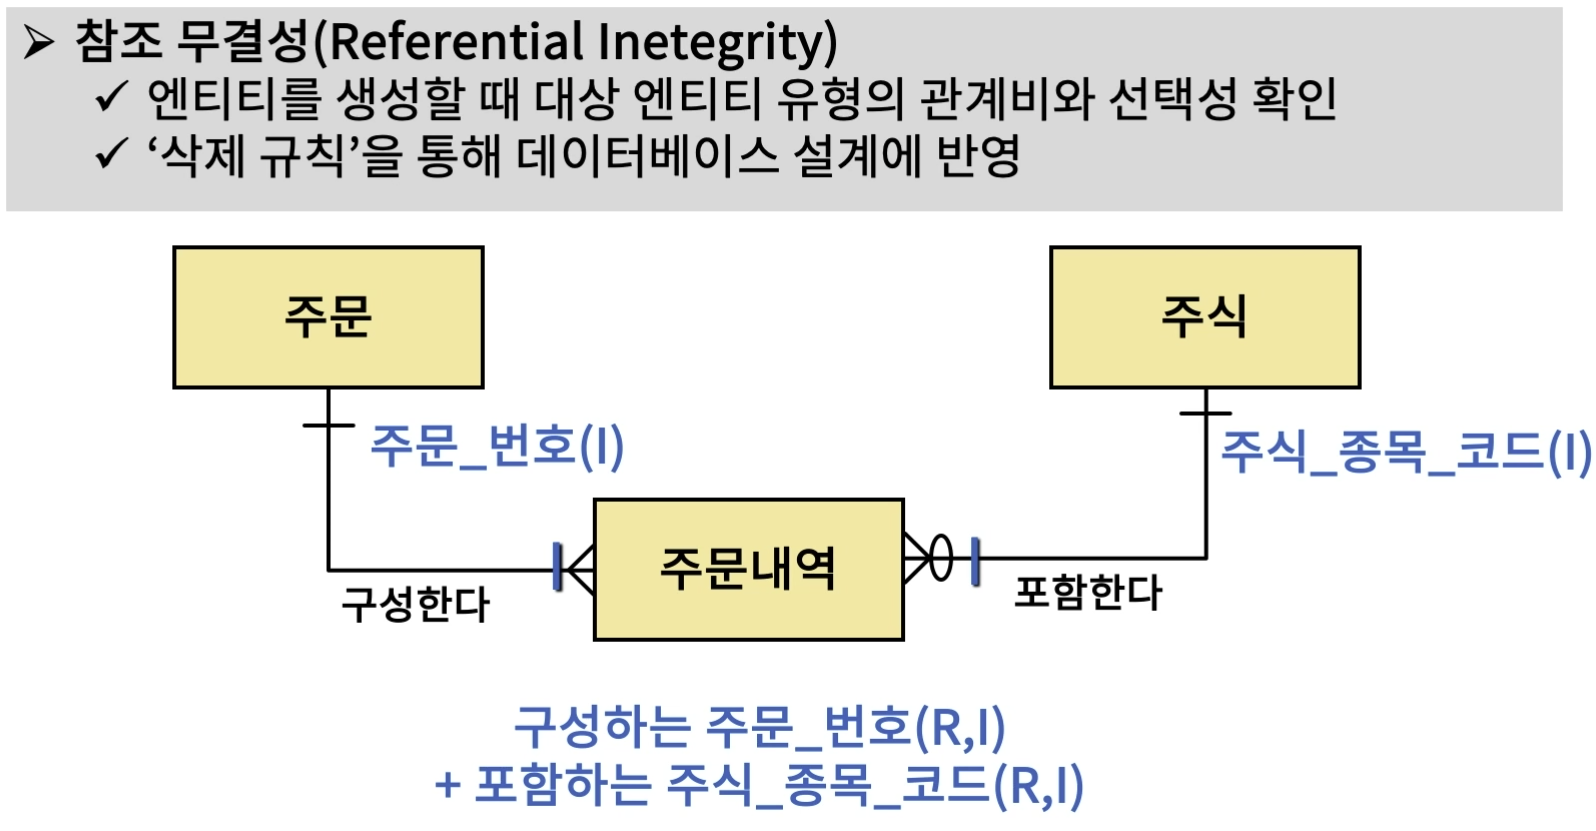 ➢ 참조 무결성(Referential Inetegrity)
✓ 엔티티를 생성할 때 대상 엔티티 유형의 관계비와 선택성 확인
✓ ‘삭제 규칙’을 통해 데이터베이스 설계에 반영
주문
주식
주문_번호(I)
주식_종목_코드(I)
주문내역
구성한다
포함한다
구성하는 주문_번호(R,I)
+ 포함하는 주식_종목_코드(R,I)